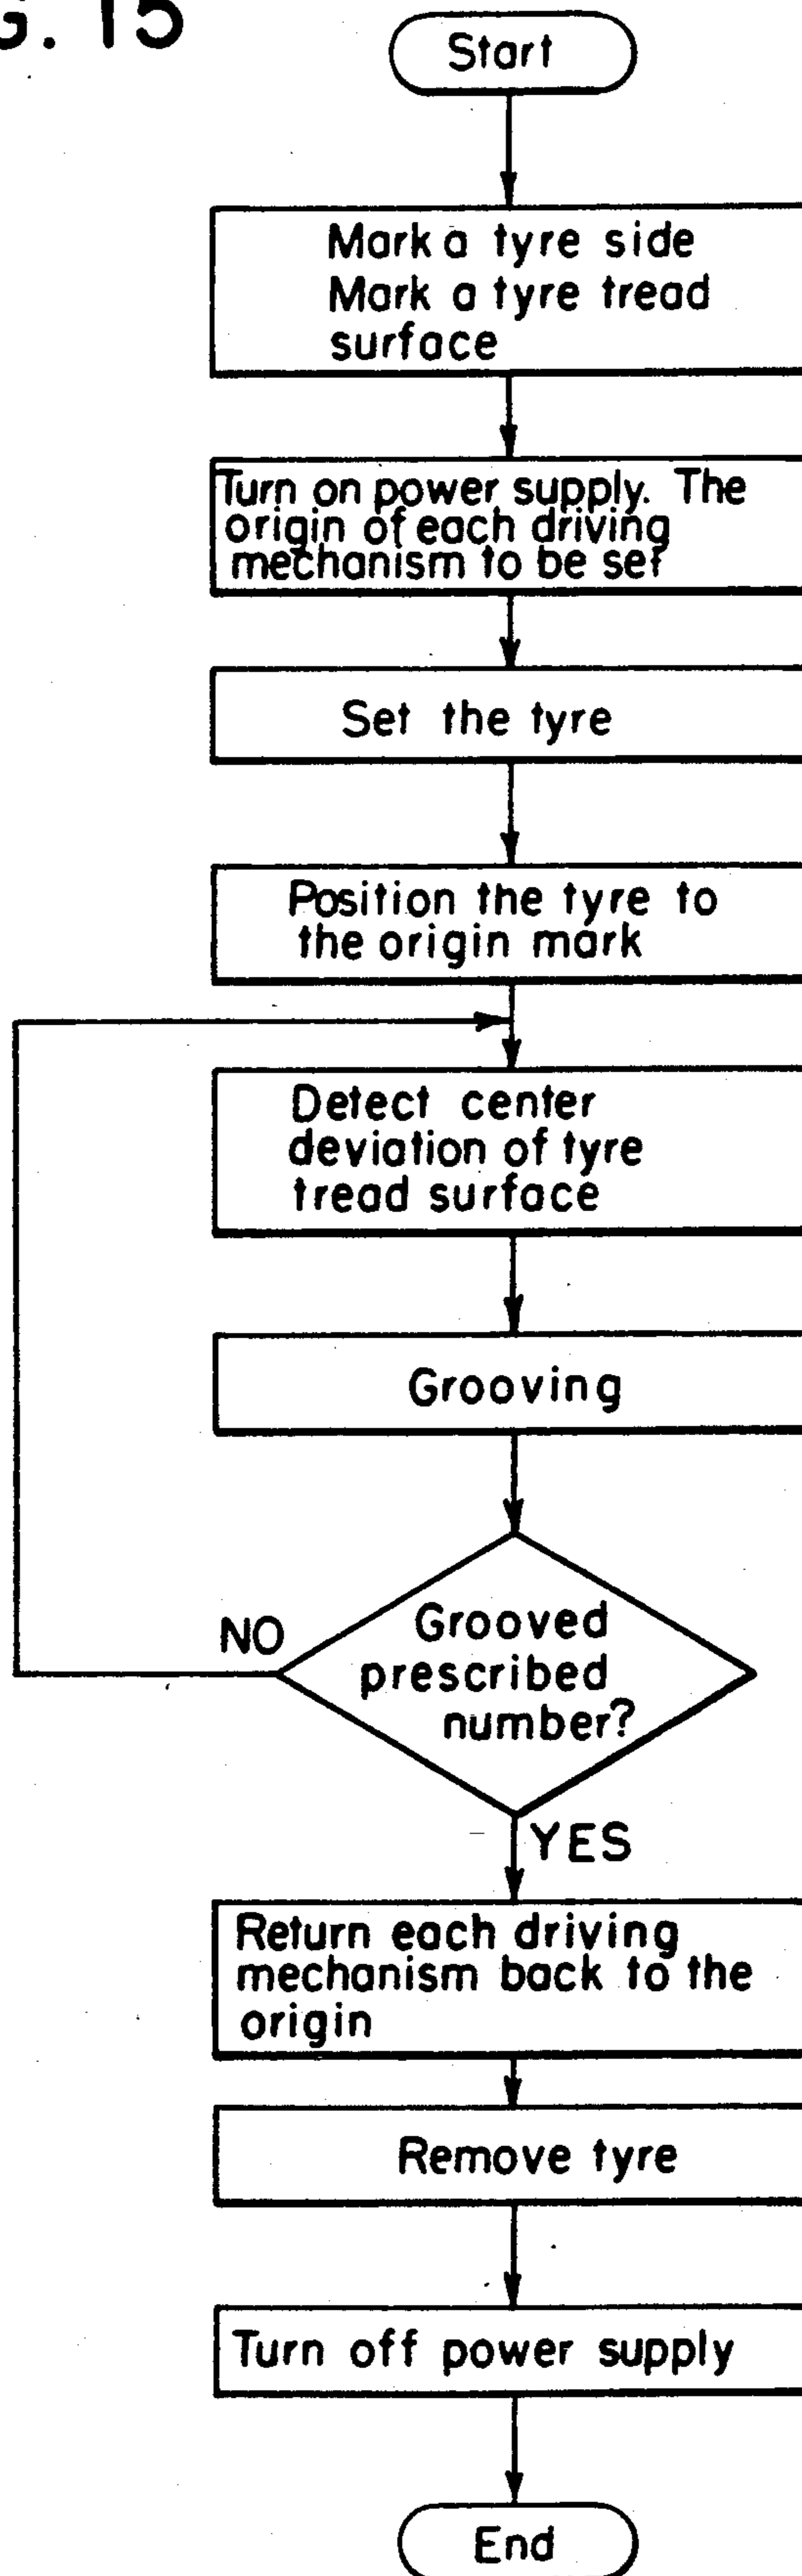 G. 15
Start
Mark a tyre side
Mark a tyre tread
surface
Turn on power supply. The
origin of each driving
mechanism to be set
Set the tyre
Position the tyre to
the origin mark
Detect center
deviation of tyre
tread surface
Grooving
NO
Grooved
prescribed
number?
YES
Return each driving
mechanism back to the
origin
Remove tyre
Turn off power supply
End